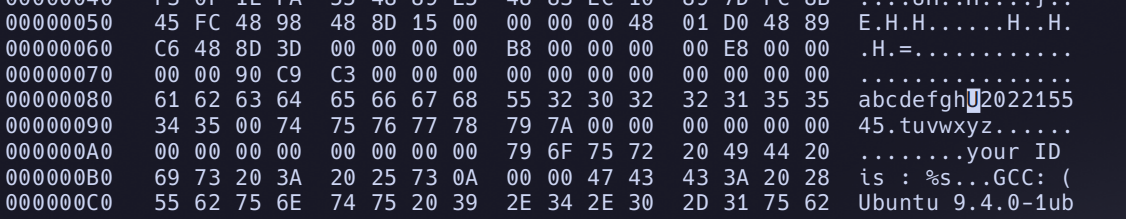 00000050 45 FC 48 98 48 8D 15 00 00 00 00 48 01 D0 48 89 E.H.H......H..H.
00000060 C6 48 8D 3D 00 00 00 00 B8 00 00 00 00 E8 00 00 .H.=............
00000070 00 00 90 C9 C3 00 00 00 00 00 00 00 00 00 00 00 ................
00000080 61 62 63 64 65 66 67 68 55 32 30 32 32 31 35 35 abcdefghU2022155
00000090 34 35 00 74 75 76 77 78 79 7A 00 00 00 00 00 00 45.tuvwxyz......
000000A0 00 00 00 00 00 00 00 00 79 6F 75 72 20 49 44 20 ........your ID
000000B0 69 73 20 3A 20 25 73 0A 00 00 47 43 43 3A 20 28 is : %s...GCC: (
000000C0 55 62 75 6E 74 75 20 39 2E 34 2E 30 2D 31 75 62 Ubuntu 9.4.0-1ub